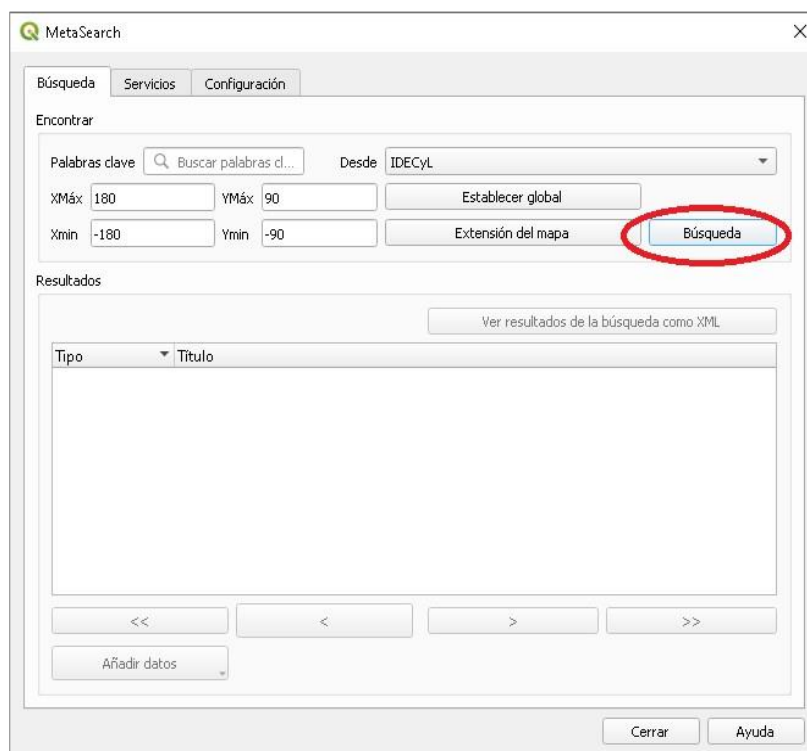 MetaSearch
Búsqueda Servicios Configuración
Encontrar
Palabras clave Buscar palabras cl... Desde IDECyL
XMáx 180 YMáx 90 Establecer global
Xmin -180 Ymin -90 Extensión del mapa Búsqueda
Resultados
Ver resultados de la búsqueda como XML
Tipo Título
<< < > >>
Añadir datos
Cerrar Ayuda